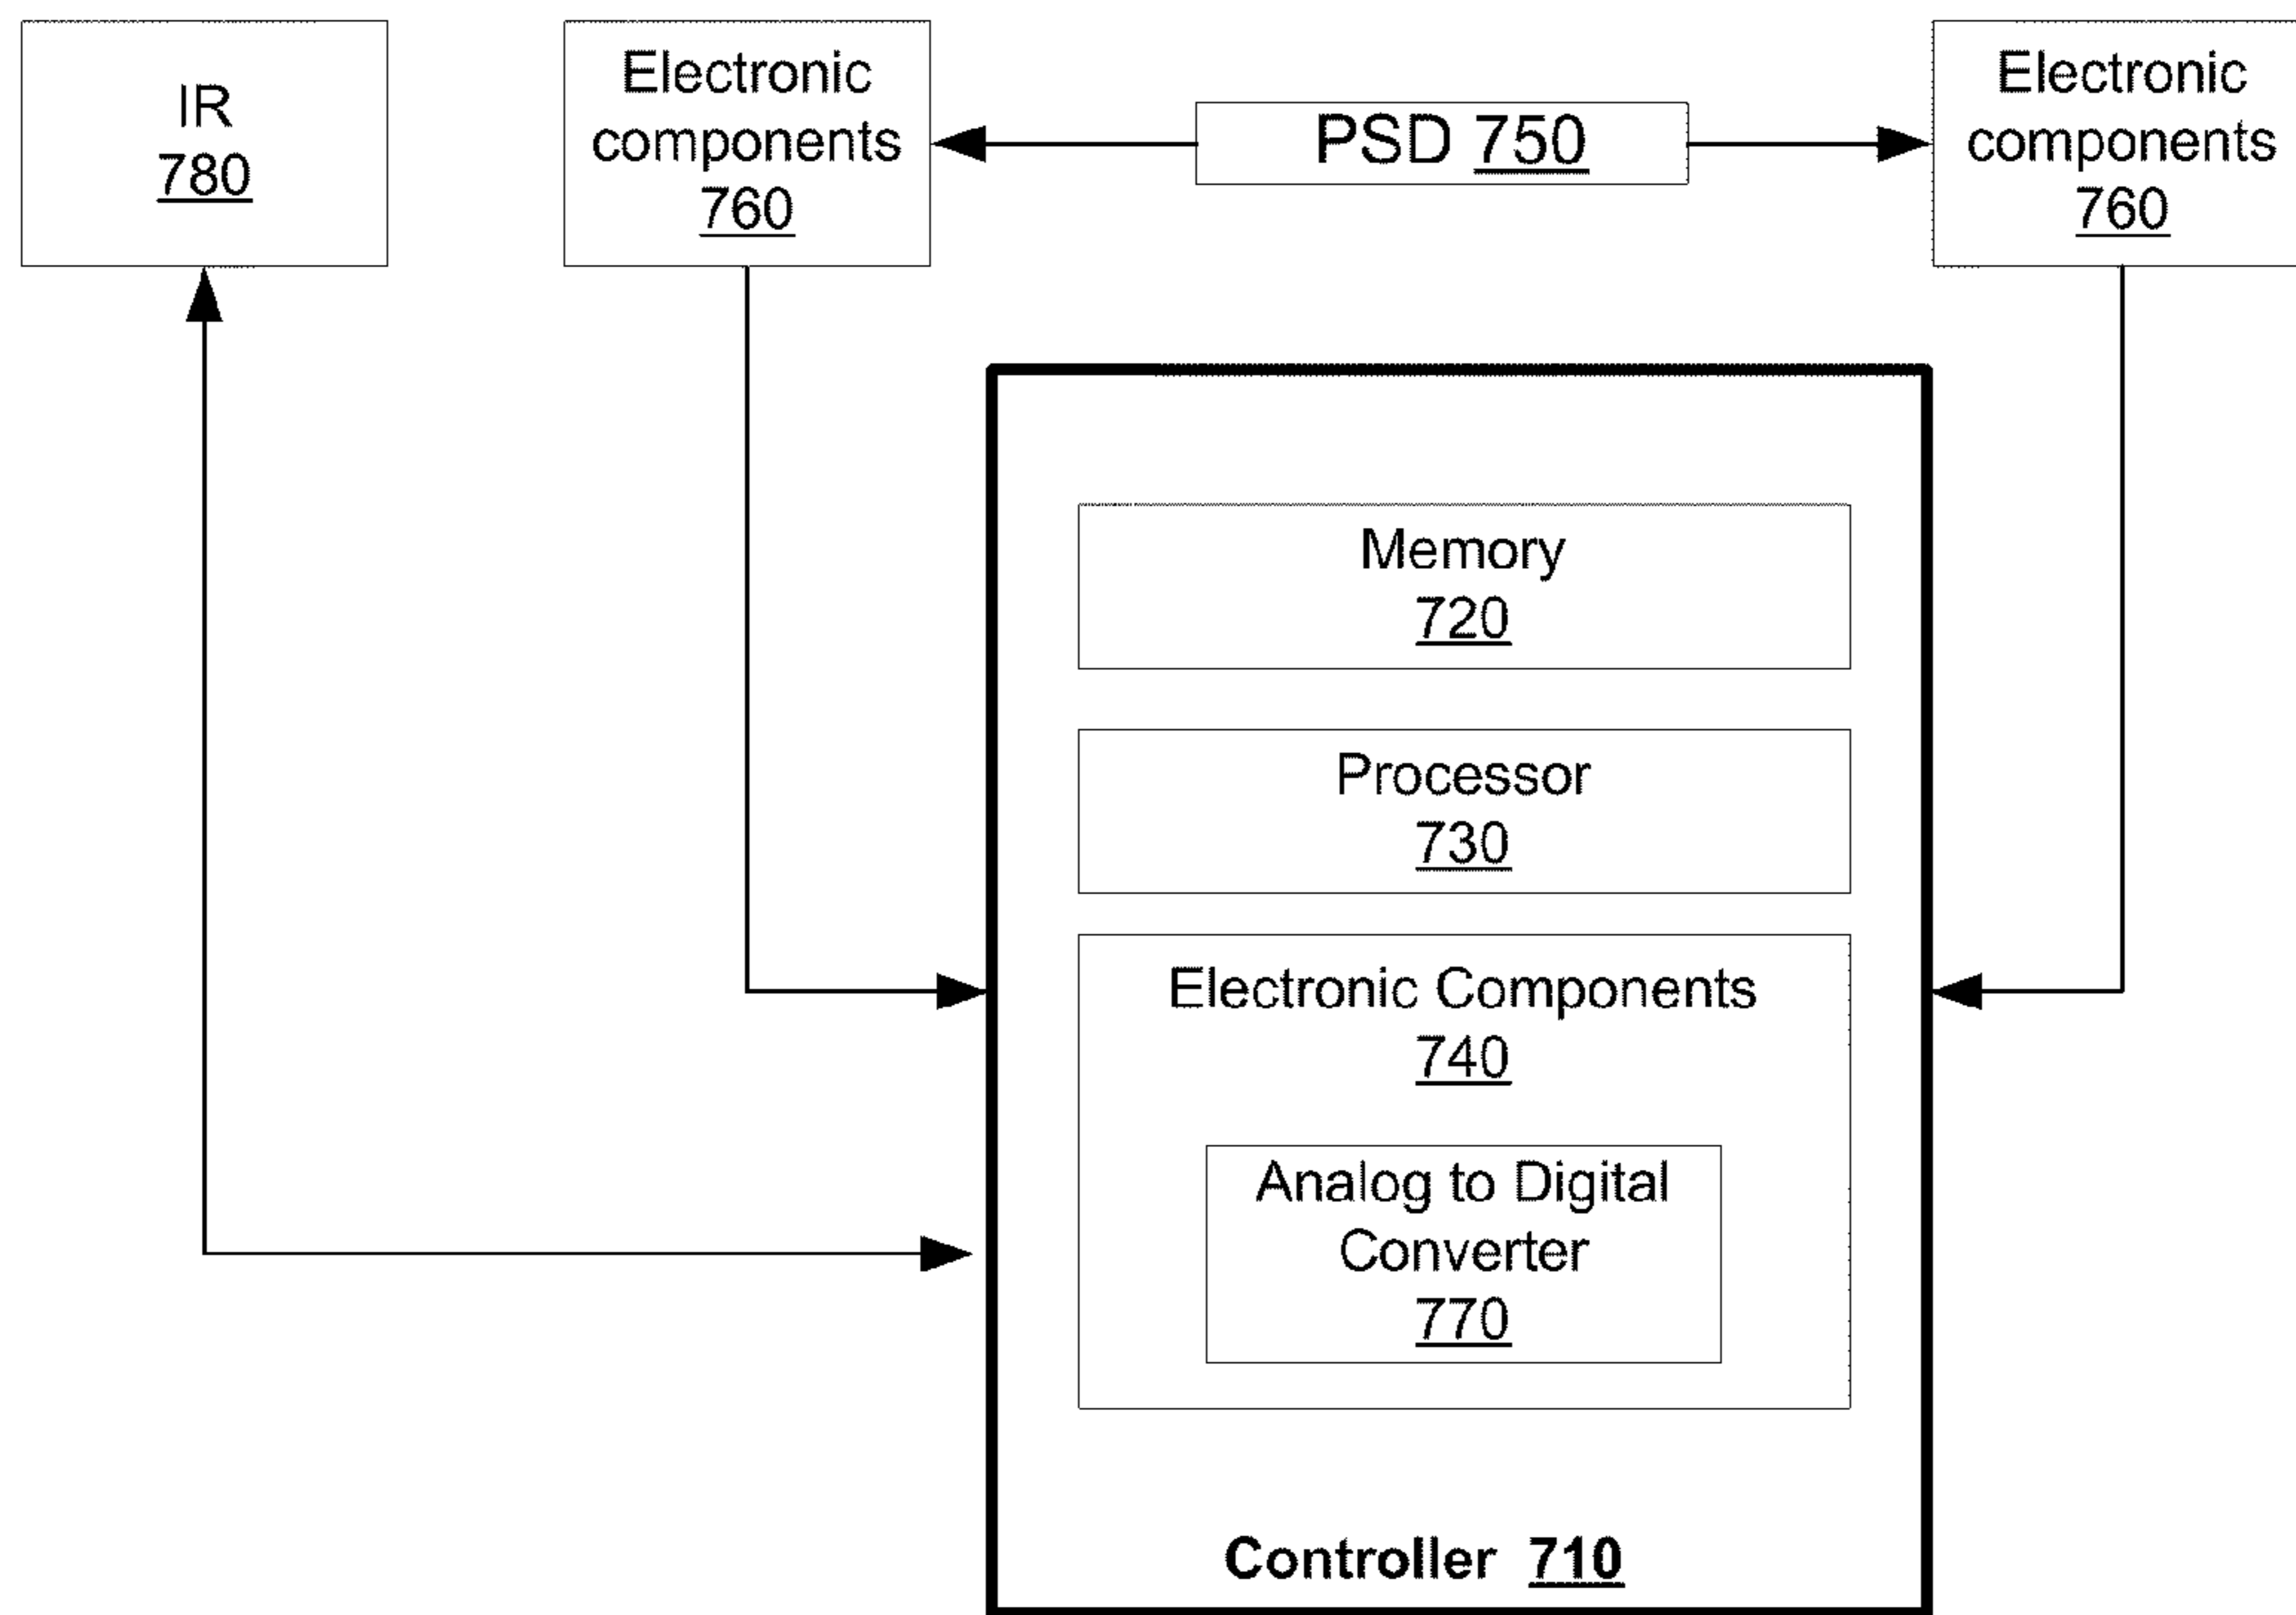 IR
780
Electronic
components
760
PSD 750
Electronic
components
760
Memory
720
Processor
730
Electronic Components
740
Analog to Digital
Converter
770
Controller 710